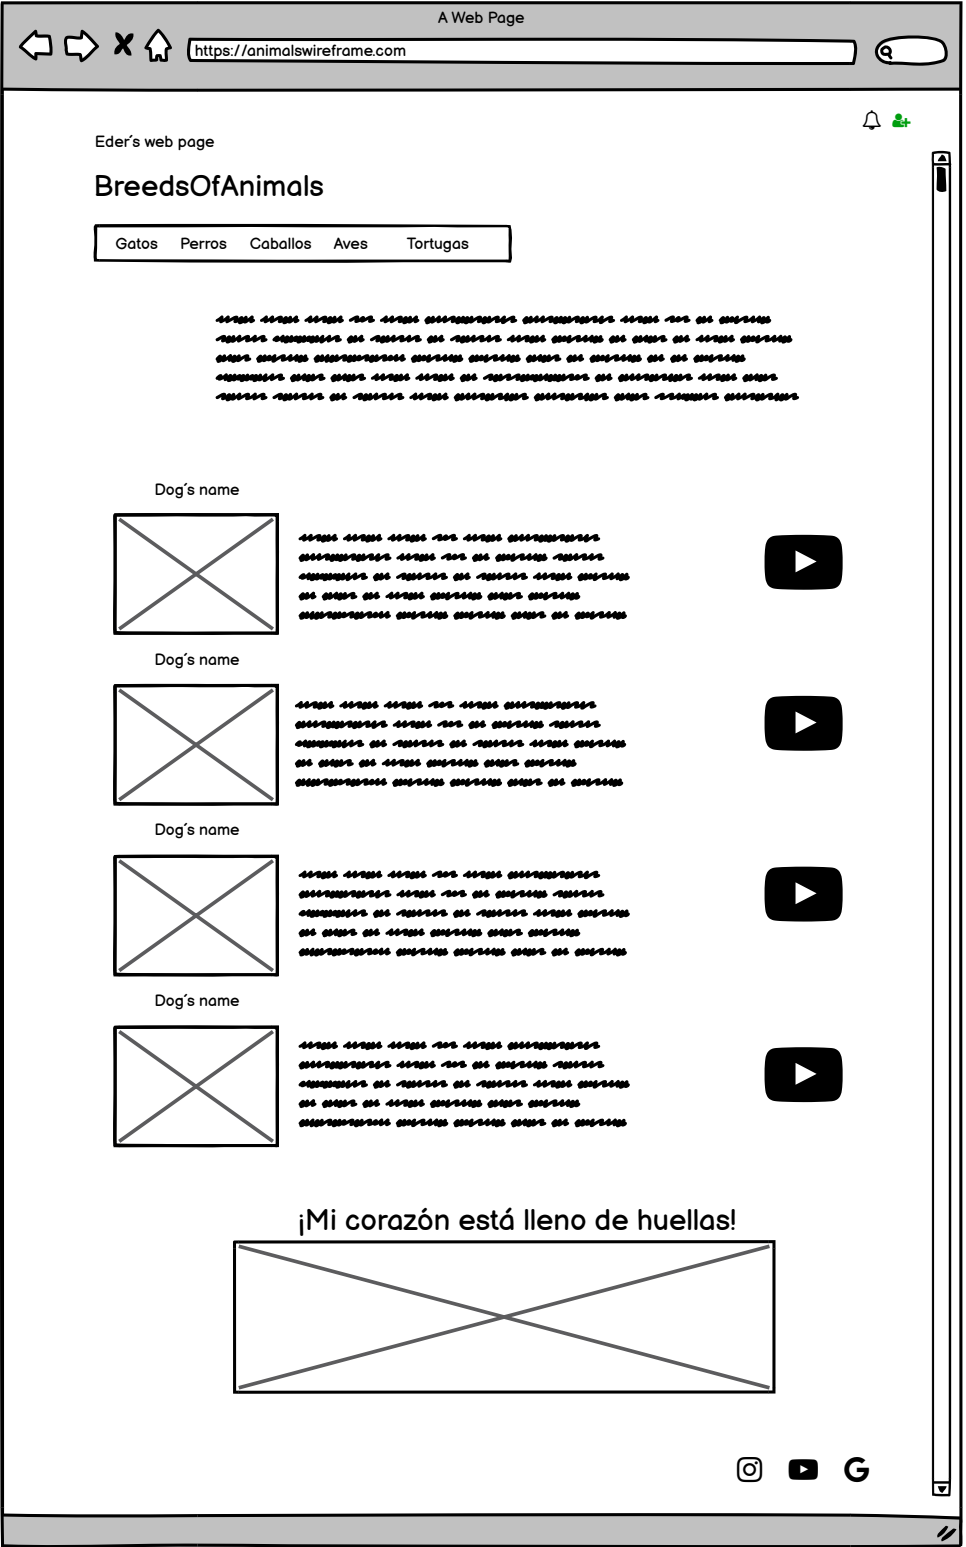 A Web Page
https://animalswireframe.com
Eder´s web page
BreedsOfAnimals
Gatos Perros Caballos Aves Tortugas
Dog´s name
Dog´s name
Dog´s name
Dog´s name
¡Mi corazón está lleno de huellas!